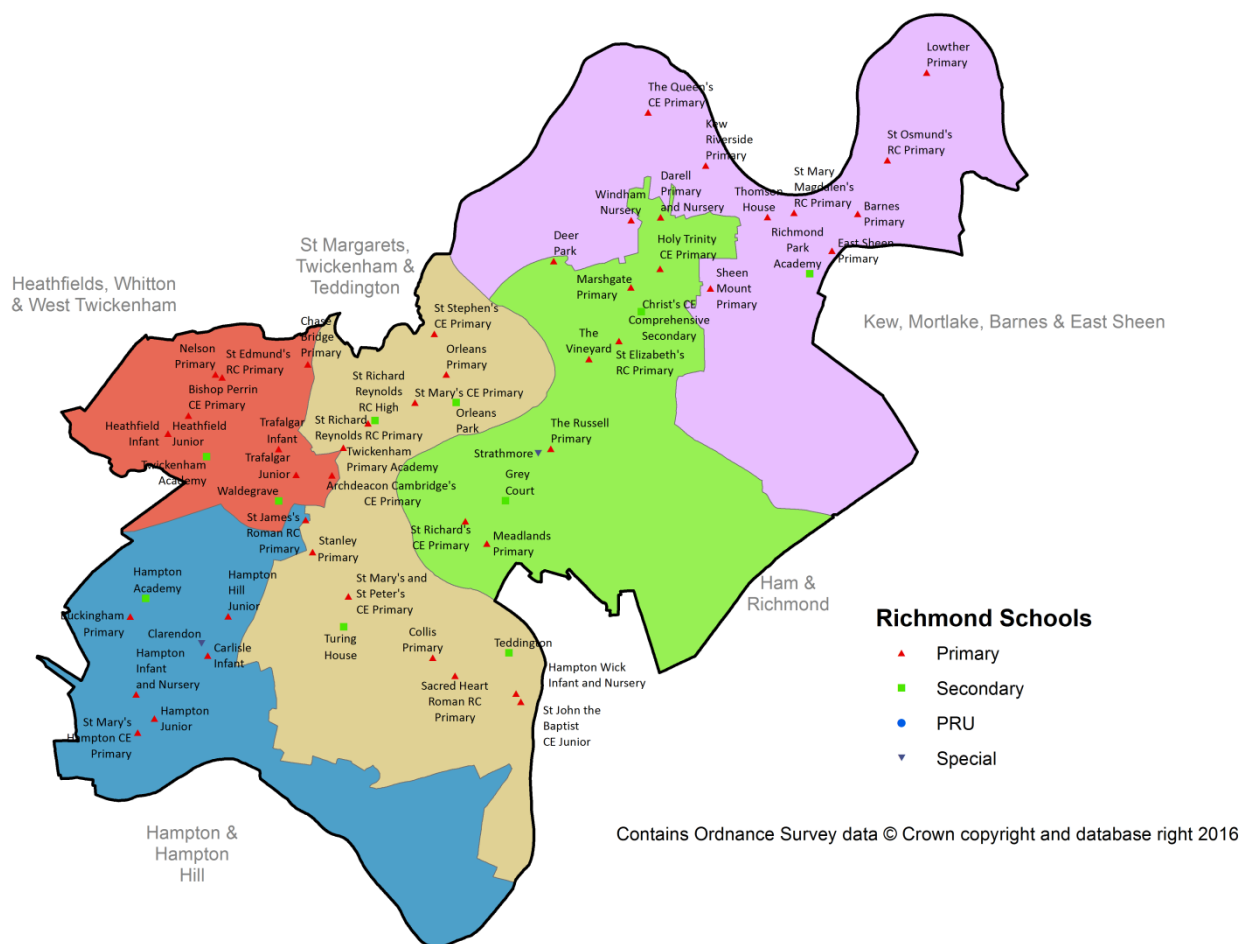 Lowther
Primary
The Queen's
CE Primary
Kew
Riverside
Primary
St Osmund's
RC Primary
St Mary
Magdalen's
RC Primary
Darell
Primary
and Nursery
Windham
Nursery
Thomson
House
Barnes
Primary
Richmond
Park
Academy
East Sheen
Primary
Deer
Park
Holy Trinity
CE Primary
Marshgate
Primary
Sheen
Mount
Primary
Christ's CE
Comprehensive
Secondary
The
Vineyard
St Elizabeth's
RC Primary
Kew, Mortlake, Barnes & East Sheen
St Margarets,
Twickenham &
Teddington
Heathfields, Whitton
& West Twickenham
Chase
Bridge
Primary
St Stephen's
CE Primary
Orleans
Primary
Nelson
Primary
St Edmund's
RC Primary
Bishop Perrin
CE Primary
St Richard
Reynolds
RC High
St Mary's CE Primary
Orleans
Park
Heathfield
Infant
Heathfield
Junior
Trafalgar
Infant
St Richard
Reynolds RC Primary
Twickenham
Primary Academy
Twickenham
Academy
Trafalgar
Junior
Archdeacon Cambridge's
CE Primary
Waldegrave
The Russell
Primary
Strathmore
Grey
Court
St Richard's
CE Primary
Meadlands
Primary
St James's
Roman RC
Primary
Stanley
Primary
Ham &
Richmond
Hampton
Academy
Hampton
Hill
Junior
St Mary's and
St Peter's
CE Primary
Buckingham
Primary
Clarendon
Carlisle
Infant
Turing
House
Collis
Primary
Teddington
Hampton
Infant
and Nursery
Hampton Wick
Infant and Nursery
Sacred Heart
Roman RC
Primary
St John the
Baptist
CE Junior
St Mary's
Hampton CE
Primary
Hampton
Junior
Hampton &
Hampton
Hill
Richmond Schools
Primary
Secondary
PRU
Special
Contains Ordnance Survey data © Crown copyright and database right 2016